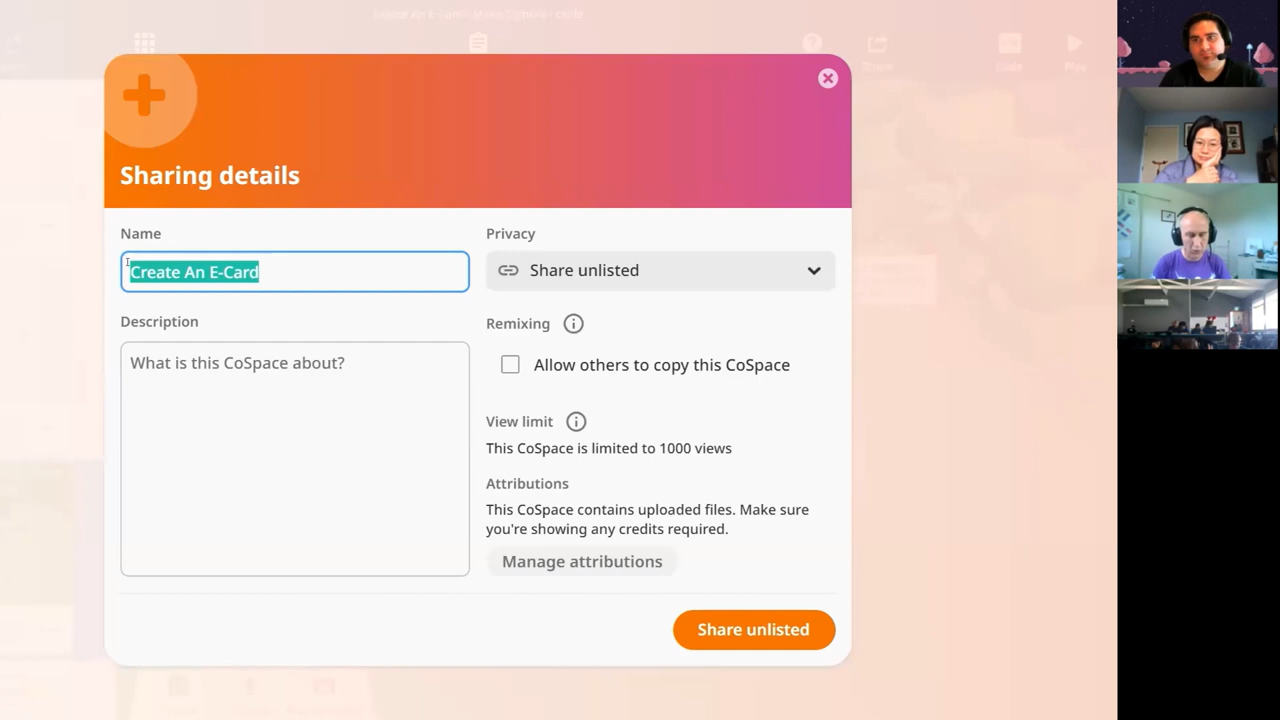 Sharing details
Name
Privacy
Create An E-Card
Share unlisted
Description
Remixing
What is this CoSpace about?
Allow others to copy this CoSpace
View limit
This CoSpace is limited to 1000 views
Attributions
This CoSpace contains uploaded files. Make sure
you're showing any credits required.
Manage attributions
Share unlisted